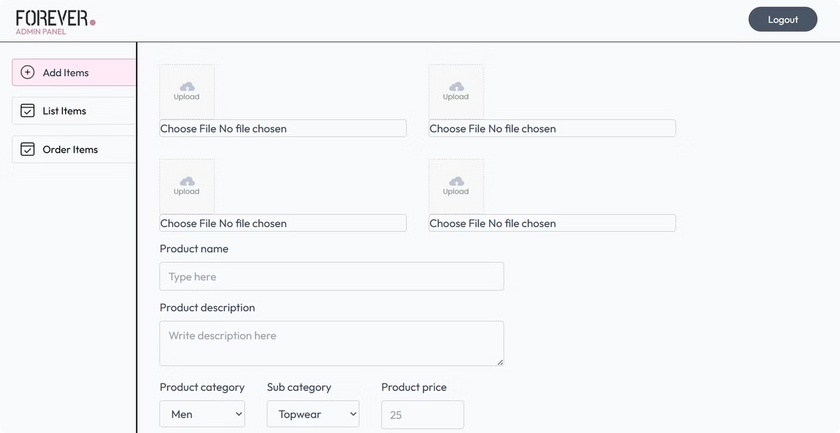 FOREVER.
ADMIN PANEL
Logout
Add Items
List Items
Order Items
Upload
Upload
Choose File No file chosen
Choose File No file chosen
Upload
Upload
Choose File No file chosen
Choose File No file chosen
Product name
Type here
Product description
Write description here
Product category
Sub category
Product price
Men
Topwear
25